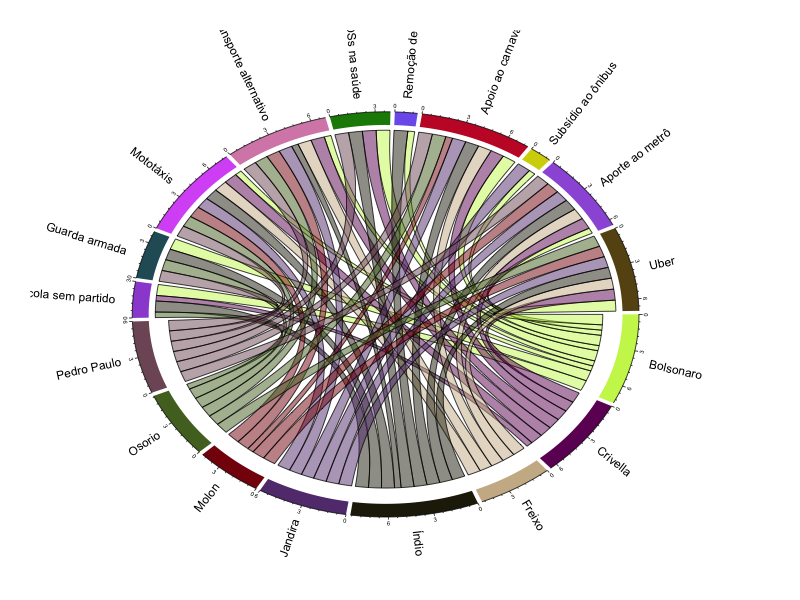 nsporte alternativo
OSs na saúde
Remoção de
Apoio ao carnava
Subsídio ao ônibus
Aporte ao metrô
Uber
Bolsonaro
Crivella
Freixo
Índio
Jandira
Molon
Osorio
Pedro Paulo
cola sem partido
Guarda armada
Mototáxis